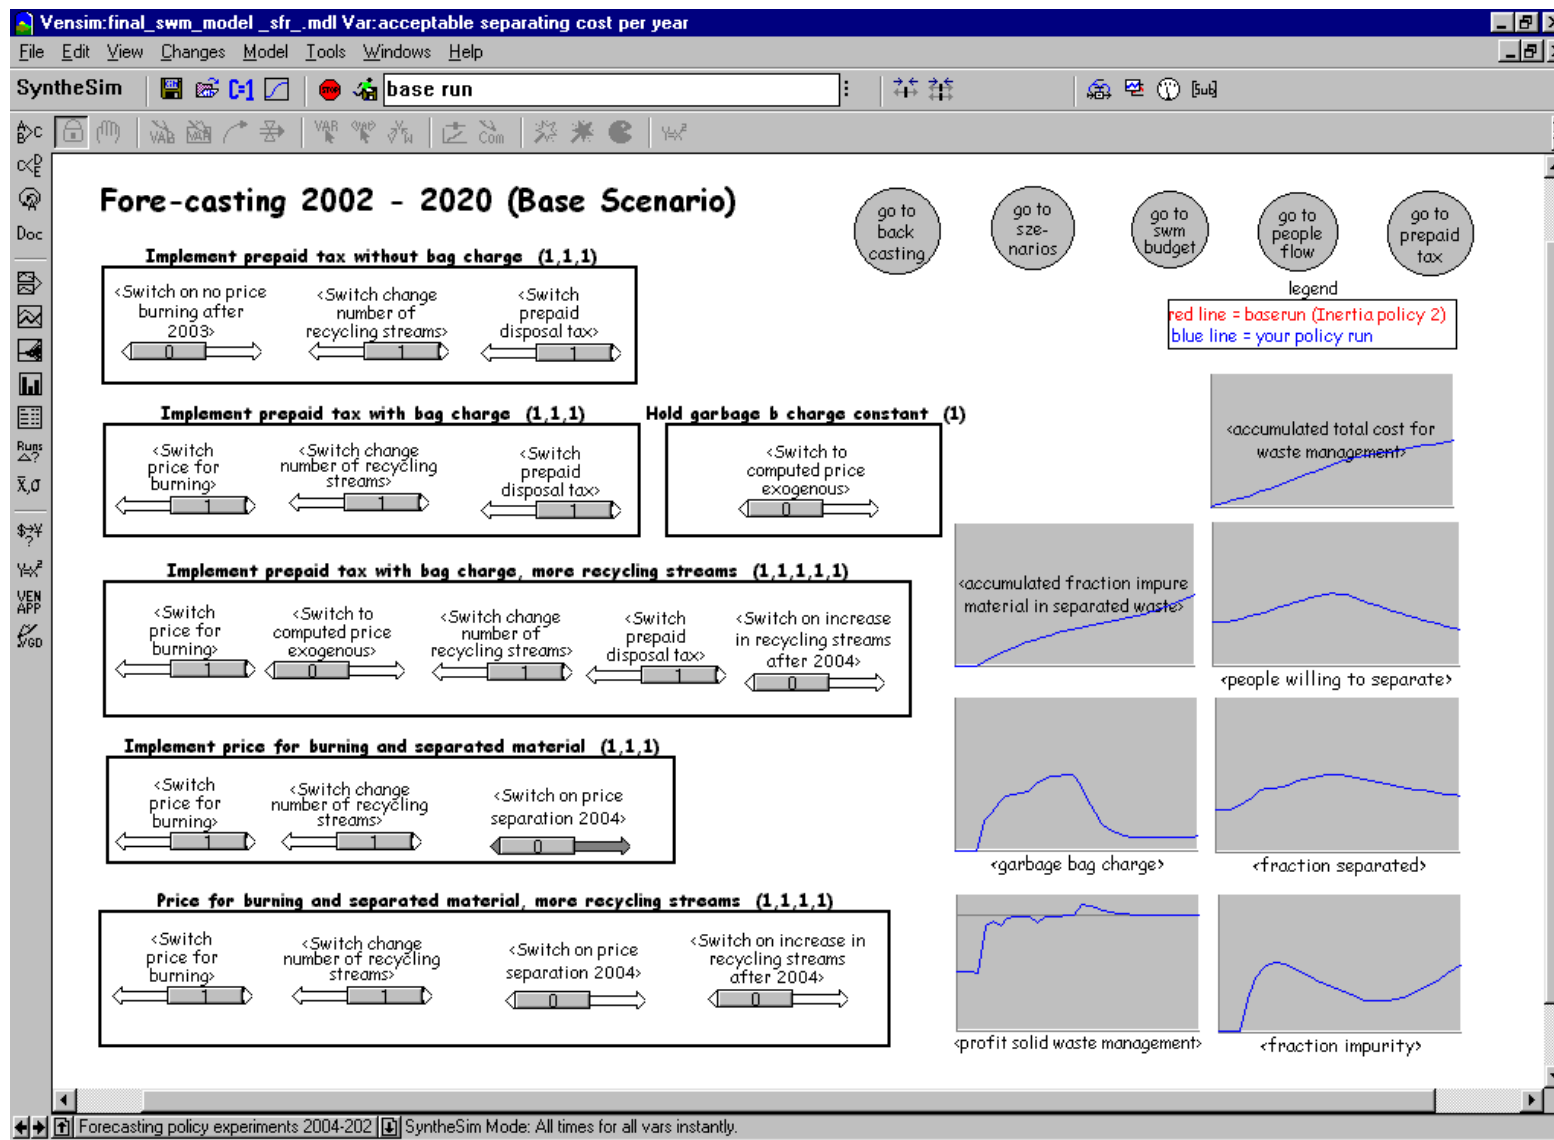 Vensim:final_swm_model _sfr_.mdl Var:acceptable separating cost per year
File Edit View Changes Model Tools Windows Help
SyntheSim
base run
Fore-casting 2002 - 2020 (Base Scenario)
go to
back
casting
go to
sze-
narios
go to
swm
budget
go to
people
flow
go to
prepaid
tax
legend
red line = baserun (Inertia policy 2)
blue line = your policy run
Implement prepaid tax without bag charge (1,1,1)
<Switch on no price
burning after
2003>
0
<Switch change
number of
recycling streams>
1
<Switch
prepaid
disposal tax>
1
Implement prepaid tax with bag charge (1,1,1)
<Switch
price for
burning>
1
<Switch change
number of recycling
streams>
1
<Switch
prepaid
disposal tax>
1
Hold garbage b charge constant (1)
<Switch to
computed price
exogenous>
0
Implement prepaid tax with bag charge, more recycling streams (1,1,1,1,1)
<Switch
price for
burning>
1
<Switch to
computed price
exogenous>
0
<Switch change
number of
recycling streams>
1
<Switch
prepaid
disposal tax>
1
<Switch on increase
in recycling streams
after 2004>
0
Implement price for burning and separated material (1,1,1)
<Switch
price for
burning>
1
<Switch change
number of recycling
streams>
1
<Switch on price
separation 2004>
0
Price for burning and separated material, more recycling streams (1,1,1,1)
<Switch
price for
burning>
1
<Switch change
number of recycling
streams>
1
<Switch on price
separation 2004>
0
<Switch on increase in
recycling streams
after 2004>
0
<accumulated total cost for
waste management>
<accumulated fraction impure
material in separated waste>
<people willing to separate>
<garbage bag charge>
<fraction separated>
<profit solid waste management>
<fraction impurity>
Doc
Runs
VEN
APP
Forecasting policy experiments 2004-202
SyntheSim Mode: All times for all vars instantly.